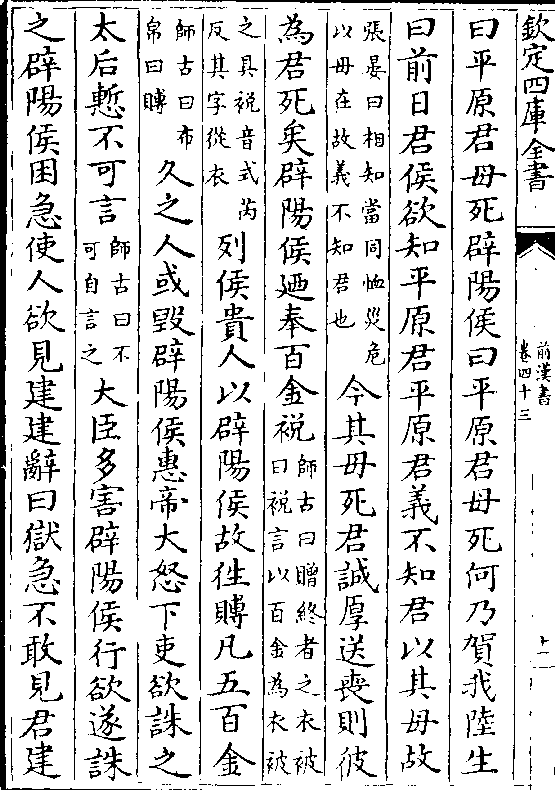 欽定四庫全書
前漢書
卷四十三
曰平原君毋死辟陽侯曰平原君毋死何乃賀我陸生
曰前日君侯欲知平原君平原君義不知君以其毋故
張晏曰相知當同恤災危
以毋在故義不知君也
今其毋死君誠厚送喪則彼
為君死矣辟陽侯廼奉百金祱
師古曰贈終者之衣被
曰祱言以百金為衣被
之具祱音式芮
反其字從衣
列侯貴人以辟陽侯故往賻凡五百金
師古曰布
帛曰賻
久之人或毀辟陽侯惠帝大怒下吏欲誅之
太后慙不可言
師古曰不
可自言之
大臣多害辟陽侯行欲遂誅
之辟陽侯困急使人欲見建建辭曰獄急不敢見君建